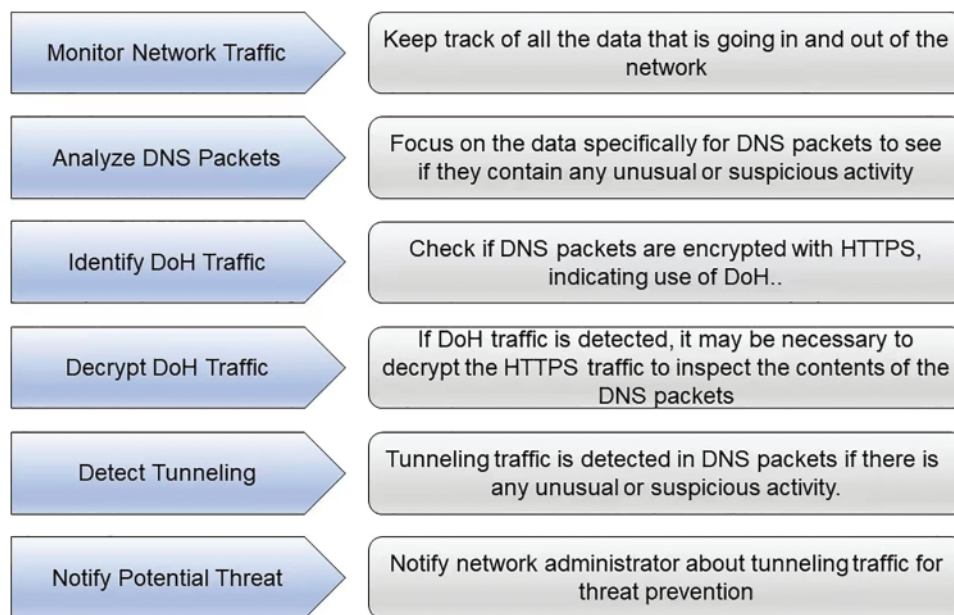 Monitor Network Traffic
Keep track of all the data that is going in and out of the
network
Analyze DNS Packets
Focus on the data specifically for DNS packets to see
if they contain any unusual or suspicious activity
Identify DoH Traffic
Check if DNS packets are encrypted with HTTPS,
indicating use of DoH..
Decrypt DoH Traffic
If DoH traffic is detected, it may be necessary to
decrypt the HTTPS traffic to inspect the contents of the
DNS packets
Detect Tunneling
Tunneling traffic is detected in DNS packets if there is
any unusual or suspicious activity.
Notify Potential Threat
Notify network administrator about tunneling traffic for
threat prevention